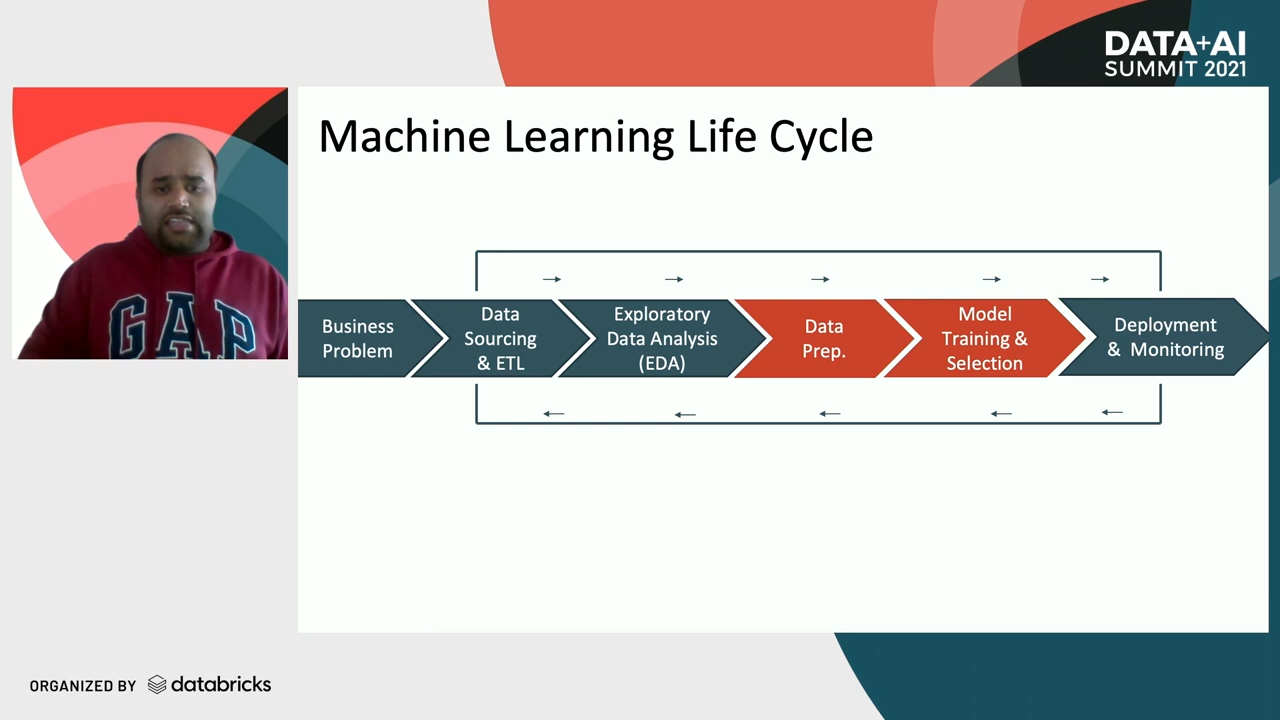 DATA+AI
SUMMIT 2021
Machine Learning Life Cycle
Business
Problem
Data
Sourcing
& ETL
Exploratory
Data Analysis
(EDA)
Data
Prep.
Model
Training &
Selection
Deployment
& Monitoring
GAP
ORGANIZED BY databricks